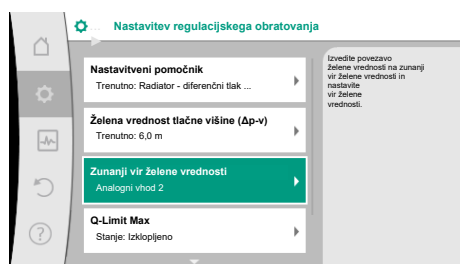 Nastavitev regulacijskega obratovanja
Nastavitveni pomočnik
Trenutno: Radiator - diferenčni tlak ...
Želena vrednost tlačne višine (Δp-v)
Trenutno: 6,0 m
Zunanji vir želene vrednosti
Analogni vhod 2
Q-Limit Max
Stanje: Izklopljeno
Izvedite povezavo
želene vrednosti na zunanji
vir želene vrednosti in
nastavite
vir želene
vrednosti.